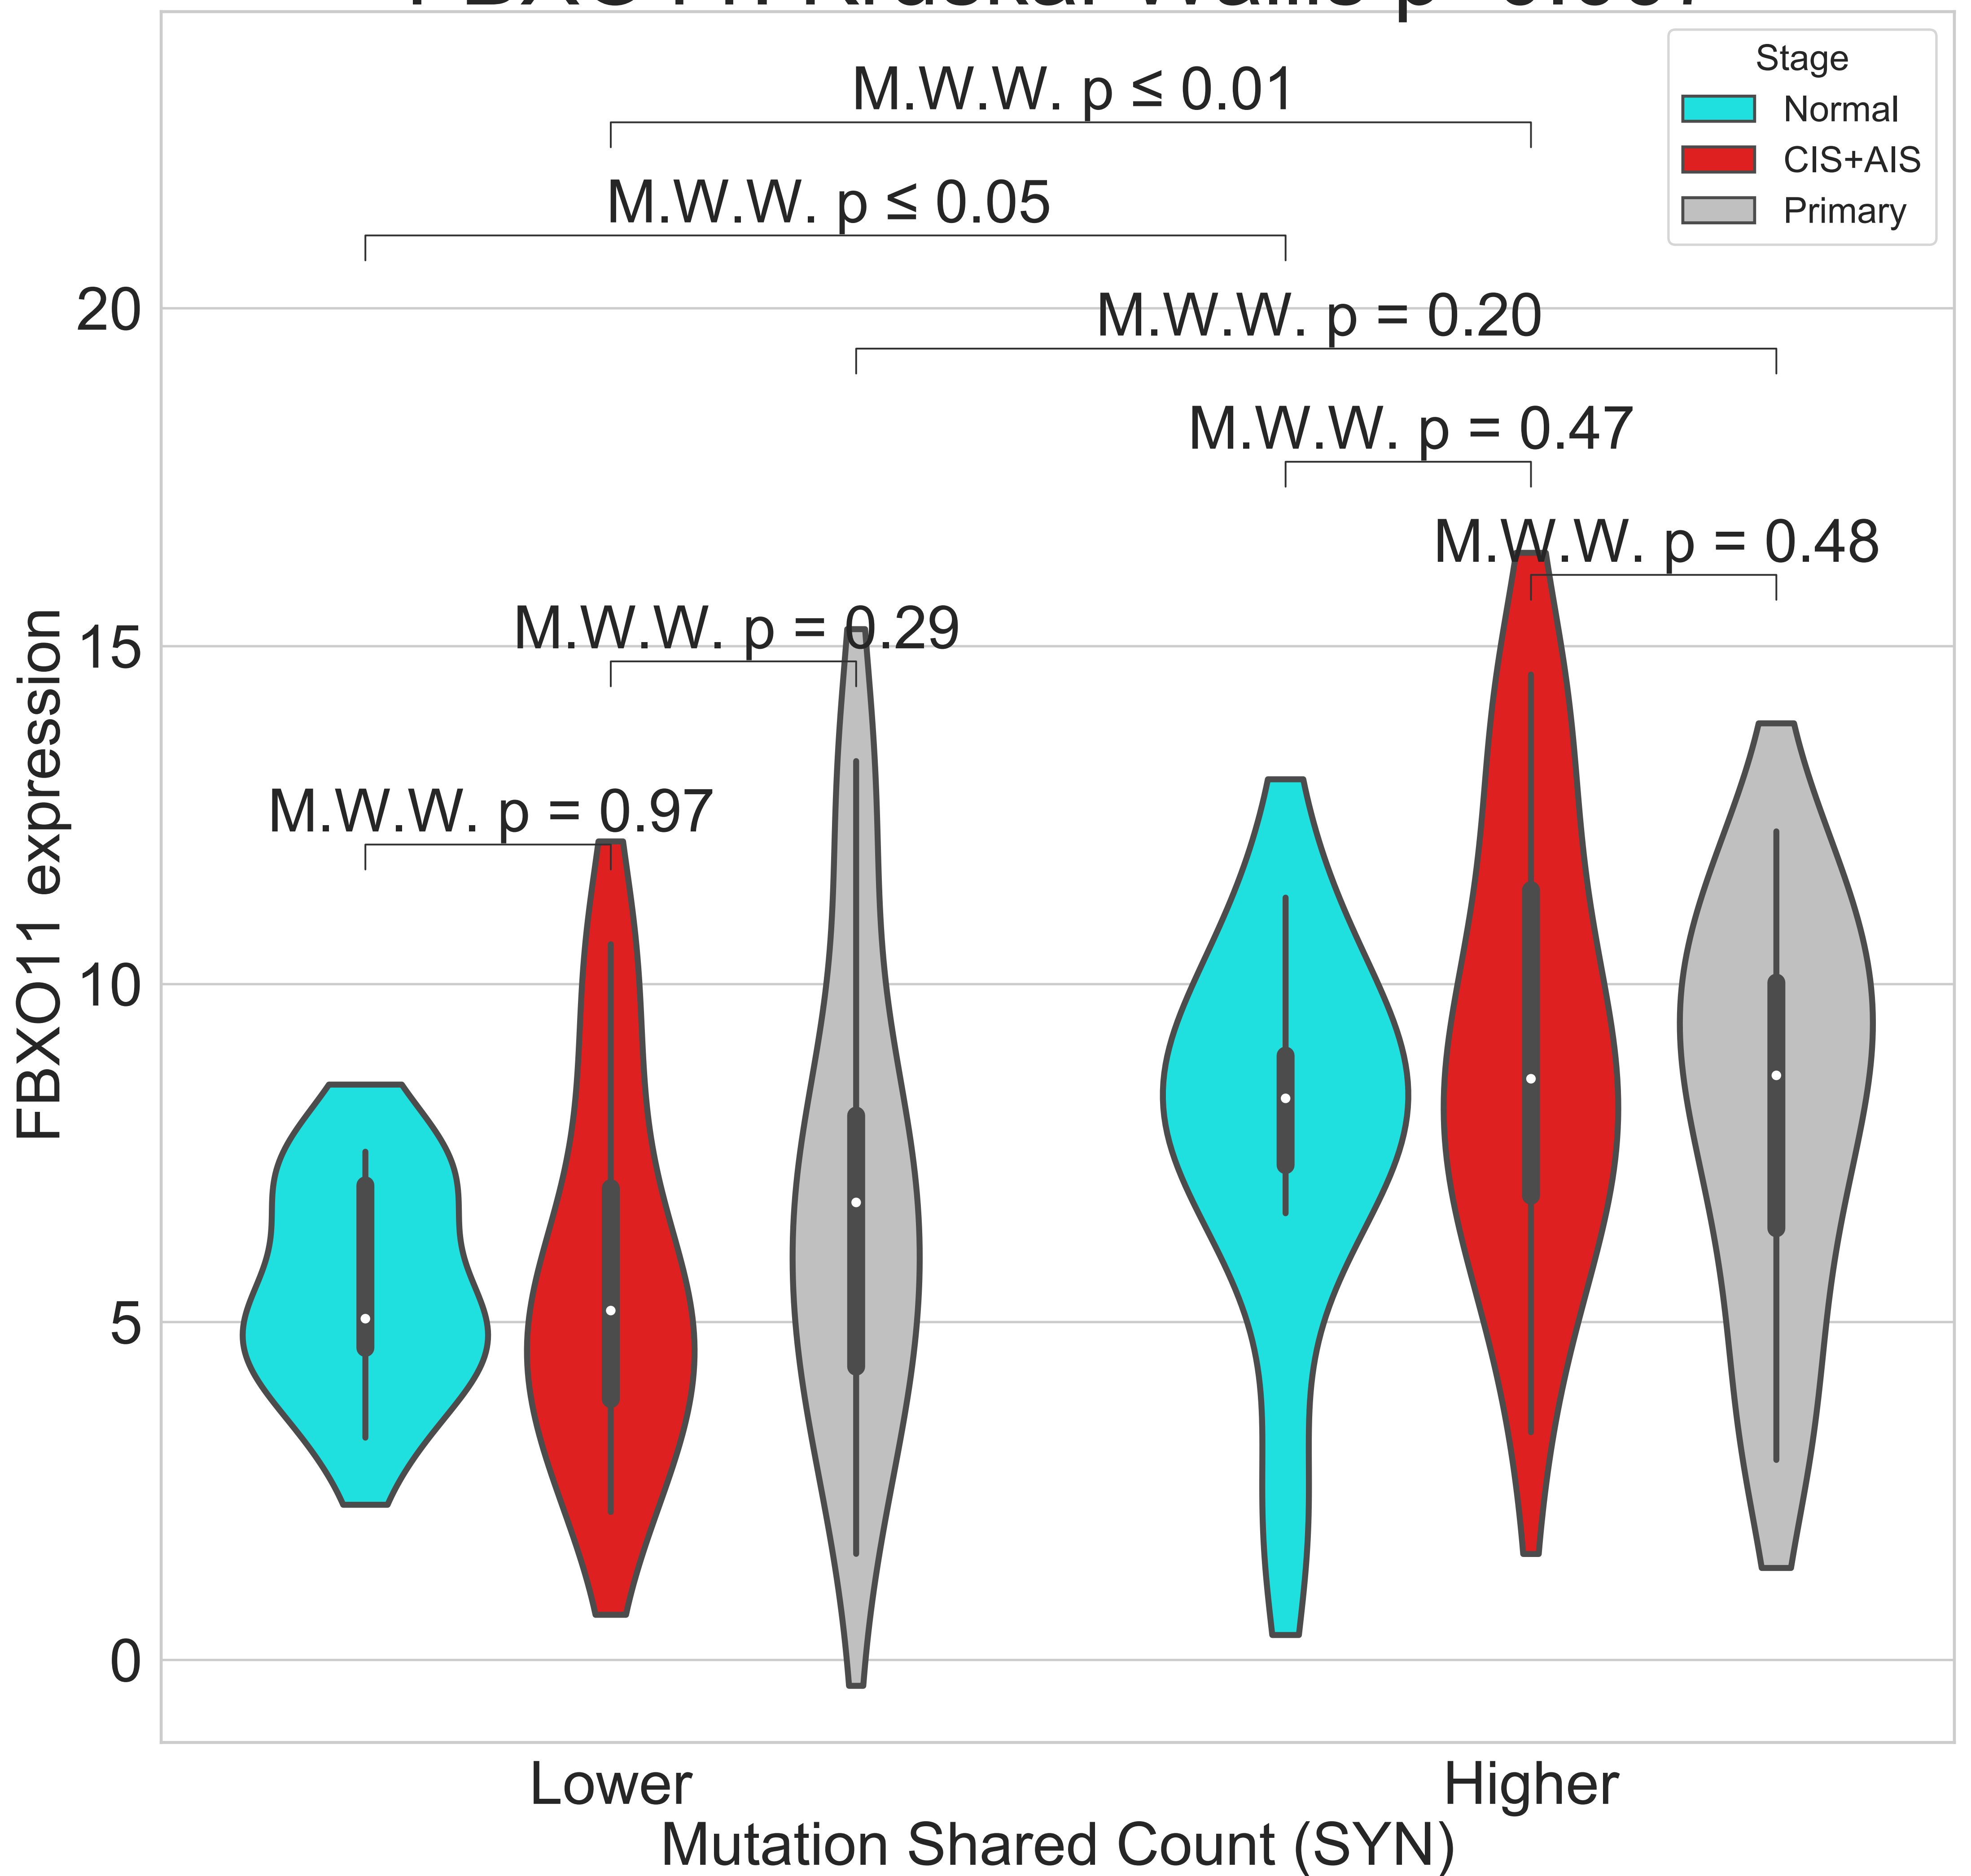 Stage
Normal
CIS+AIS
Primary
M.W.W. p ≤ 0.01
M.W.W. p ≤ 0.05
M.W.W. p = 0.20
M.W.W. p = 0.47
M.W.W. p = 0.48
M.W.W. p = 0.29
M.W.W. p = 0.97
FBXO11 expression
20
15
10
5
0
Lower
Higher
Mutation Shared Count (SYN)